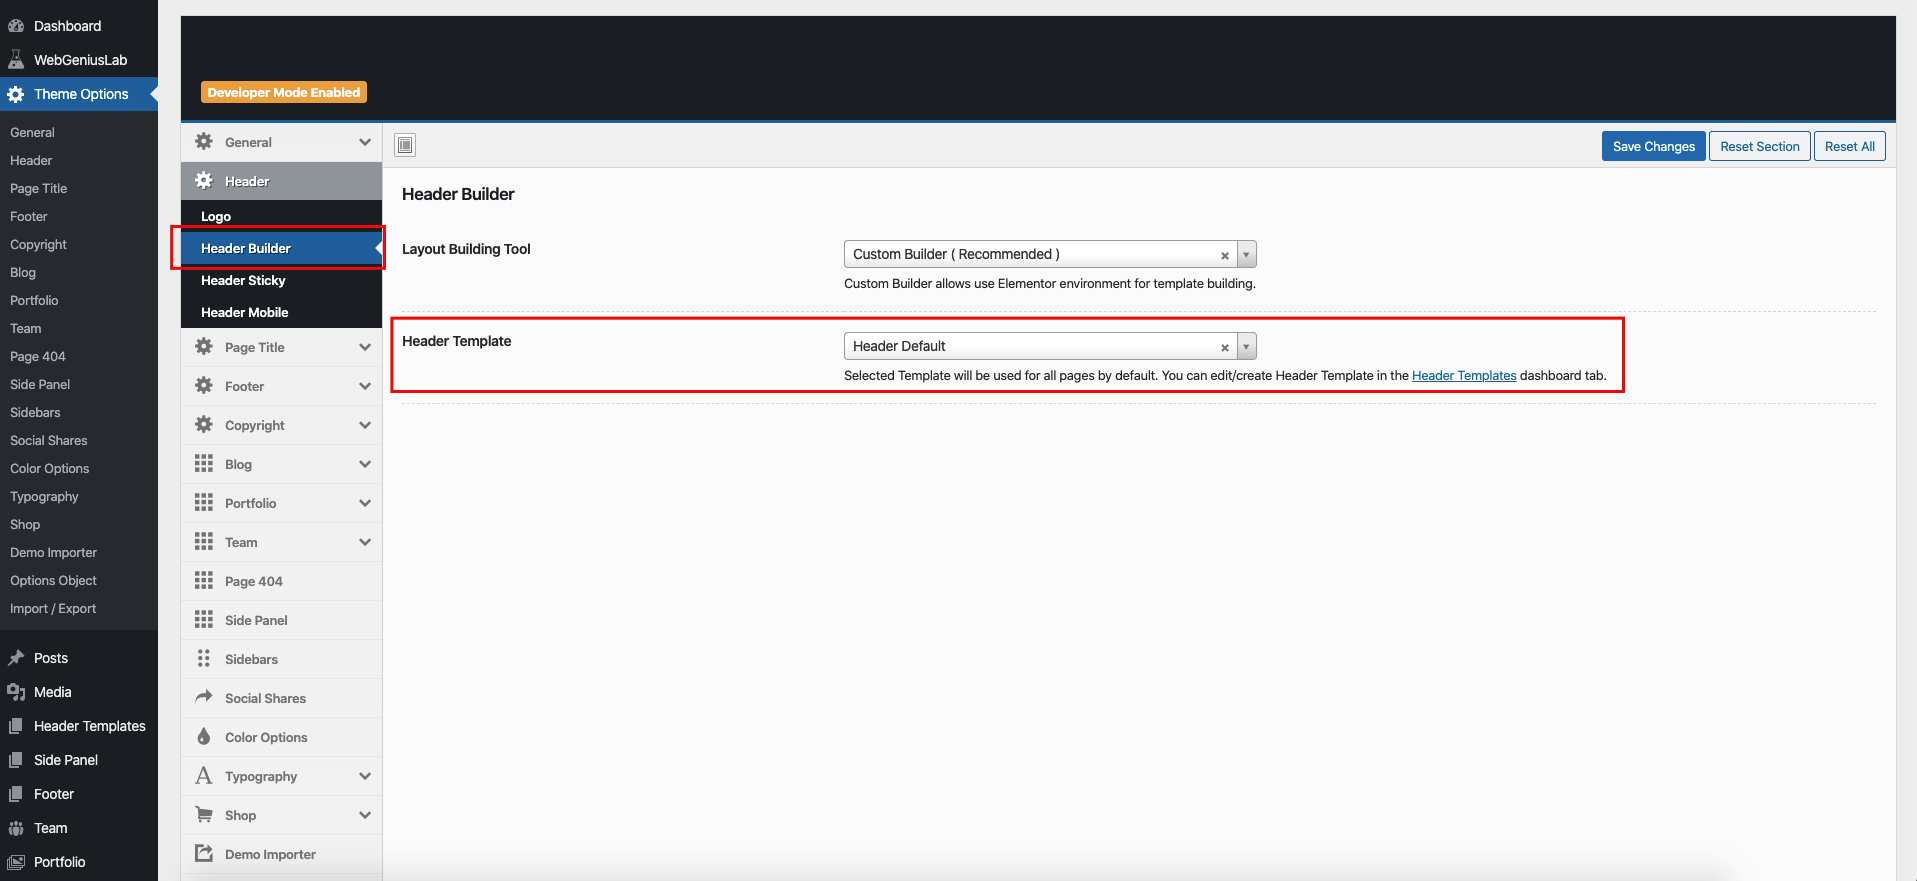 Dashboard
WebGeniusLab
Theme Options
General
Header
Page Title
Footer
Copyright
Blog
Portfolio
Team
Page 404
Side Panel
Sidebars
Social Shares
Color Options
Typography
Shop
Demo Importer
Options Object
Import / Export
Posts
Media
Header Templates
Side Panel
Footer
Team
Portfolio
Developer Mode Enabled
General
Header
Logo
Header Builder
Header Sticky
Header Mobile
Page Title
Footer
Copyright
Blog
Portfolio
Team
Page 404
Side Panel
Sidebars
Social Shares
Color Options
Typography
Shop
Demo Importer
Save Changes Reset Section Reset All
Header Builder
Layout Building Tool
Custom Builder ( Recommended )
Custom Builder allows use Elementor environment for template building.
Header Template
Header Default
Selected Template will be used for all pages by default. You can edit/create Header Template in the Header Templates dashboard tab.